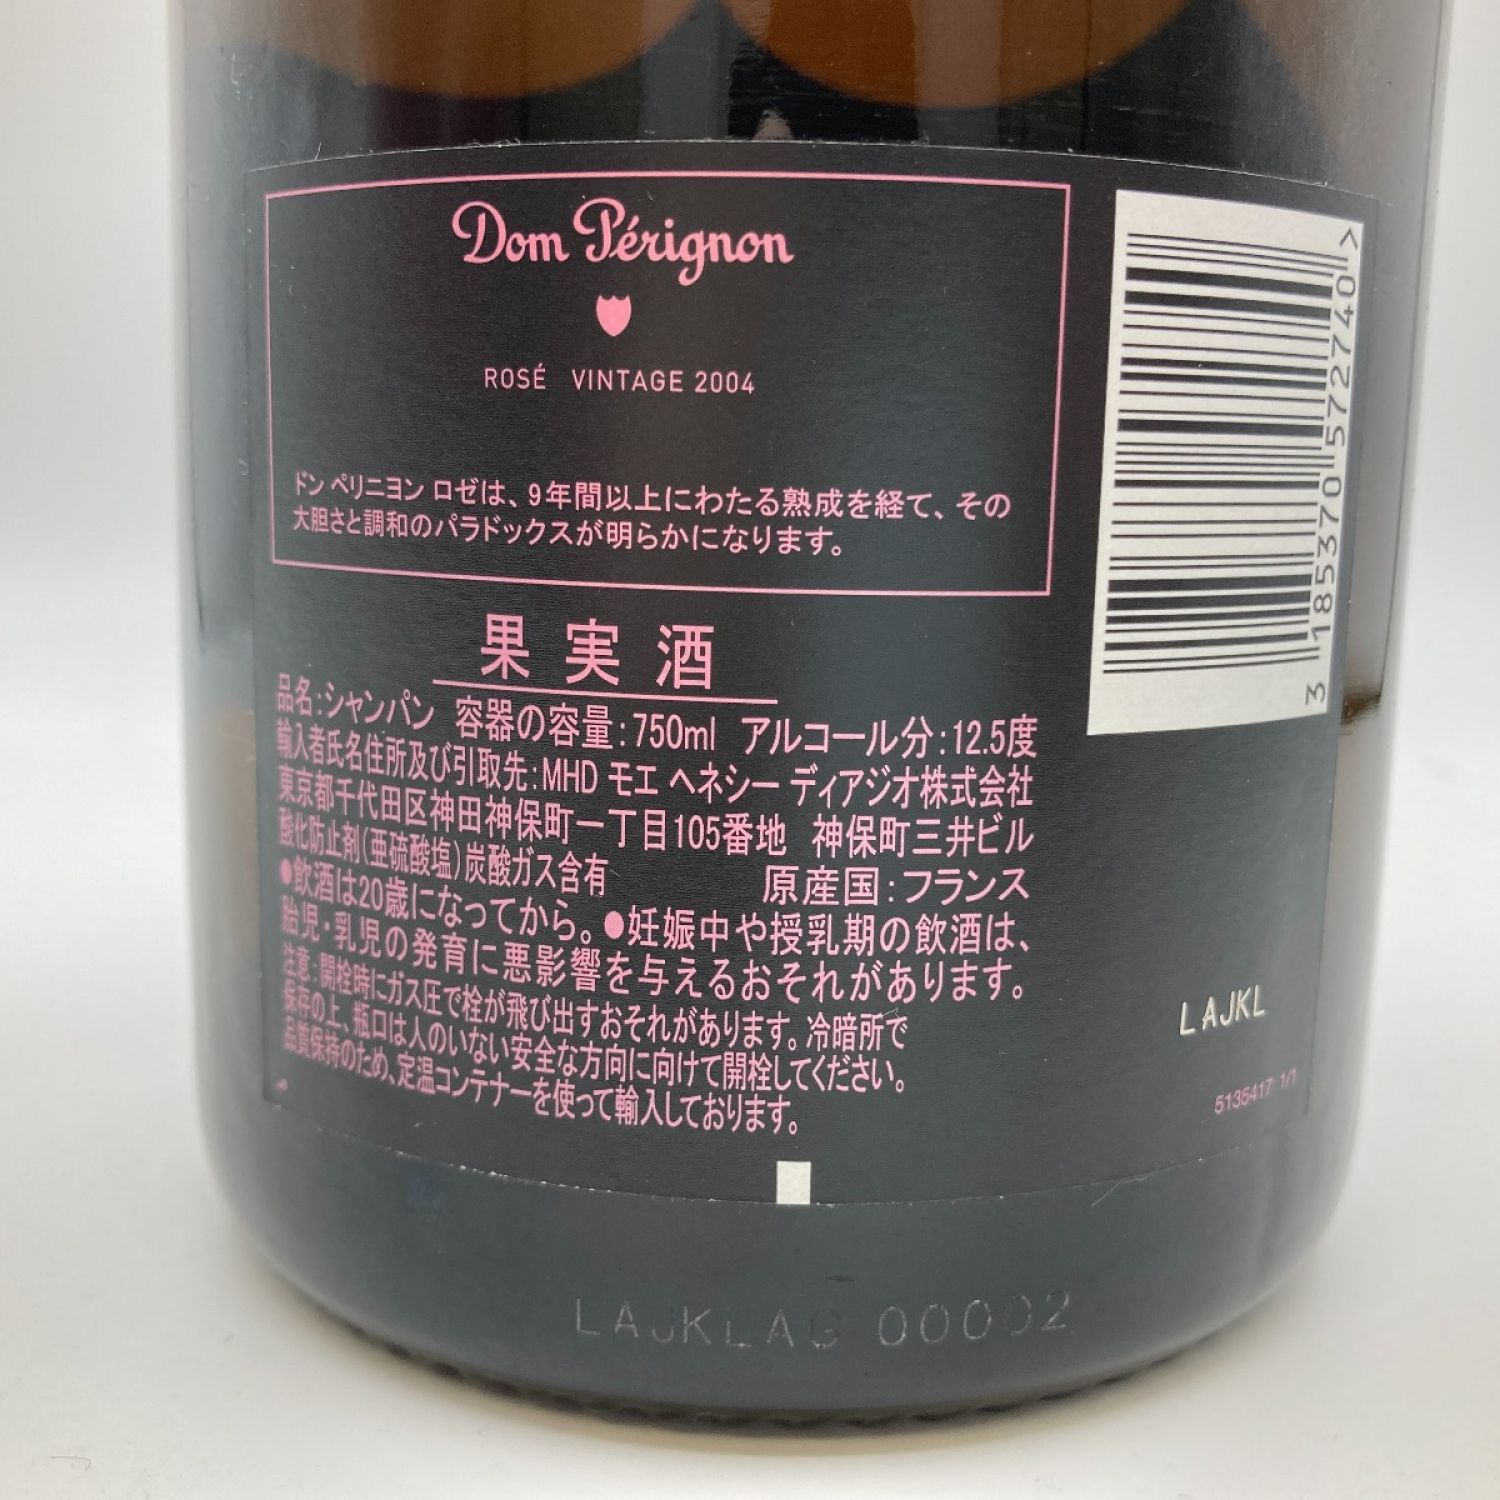 Dom Pérignon
ROSÉ VINTAGE 2004
ドン ペリニヨン ロゼは、9年間以上にわたる熟成を経て、その
大胆さと調和のパラドックスが明らかになります。
果実酒
品名:シャンパン 容器の容量:750ml アルコール分:12.5度
輸入者氏名住所及び引取先:MHD モエ ヘネシー ディアジオ株式会社
東京都千代田区神田神保町一丁目105番地 神保町三井ビル
酸化防止剤(亜硫酸塩)炭酸ガス含有 原産国:フランス
●飲酒は20歳になってから。●妊娠中や授乳期の飲酒は、
胎児・乳児の発育に悪影響を与えるおそれがあります。
注意:開栓時にガス圧で栓が飛び出すおそれがあります。冷暗所で
保存の上、瓶口は人のいない安全な方向に向けて開栓してください。
品質保持のため、定温コンテナーを使って輸入しております。
3 185370 572740 >
LAJKL
5135417 1/1
LAJKLAG 00002